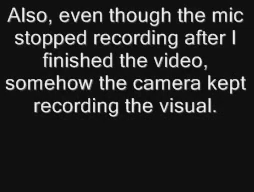 Also, even though the mic
stopped recording after I
finished the video,
somehow the camera kept
recording the visual.